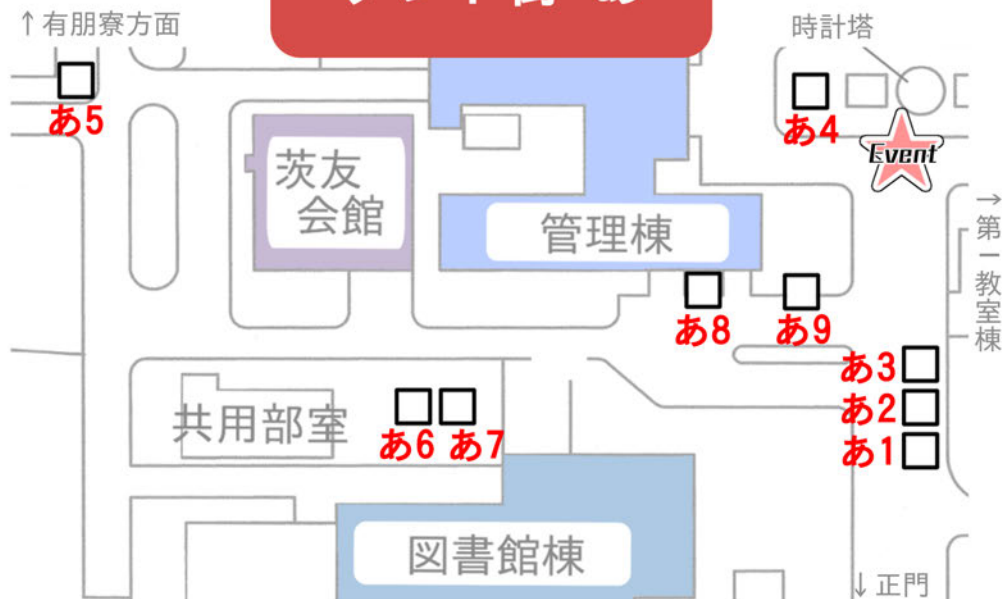 ↑有朋寮方面
時計塔
あ5
あ4
Event
茨友
会館
管理棟
→第一教室棟
あ8
あ9
あ3
あ2
あ1
共用部室
あ6
あ7
図書館棟
↓正門